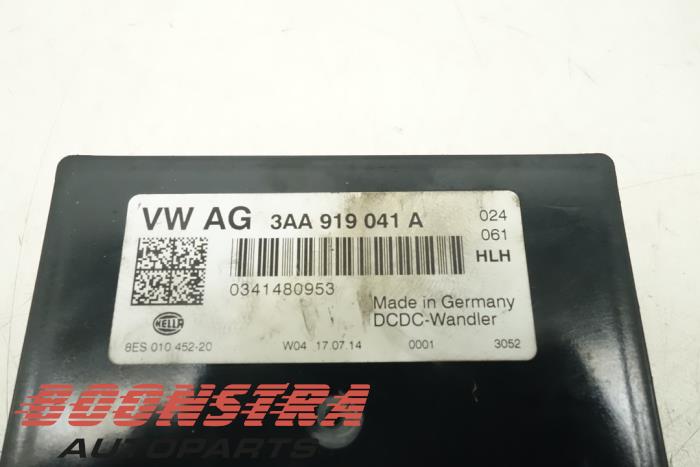 VW AG 3AA 919 041 A 024
061
HLH
0341480953
Made in Germany
DCDC-Wandler
HELLA
8ES 010 452-20 W04 17.07.14 0001 3052
BOONSTRA
AUTOPARTS